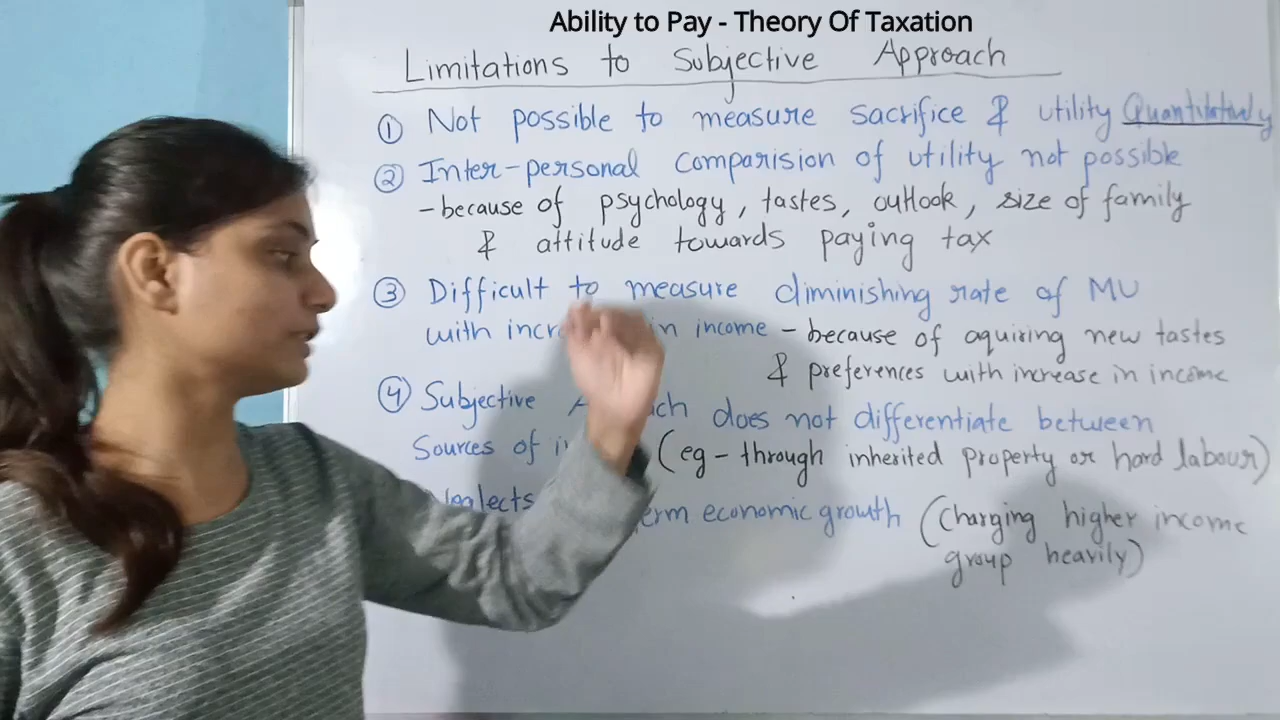 Ability to Pay - Theory Of Taxation
Limitations to Subjective Approach
① Not possible to measure sacrifice & utility Quantitatively
② Inter-personal comparision of utility not possible
- because of psychology, tastes, outlook, size of family
& attitude towards paying tax
③ Difficult to measure diminishing rate of MU
with incr in income - because of aquiring new tastes
& preferences with increase in income
④ Subjective A ach does not differentiate between
Sources of i (eg - through inherited property or hard labour)
Neglects erm economic growth (Charging higher income
group heavily)